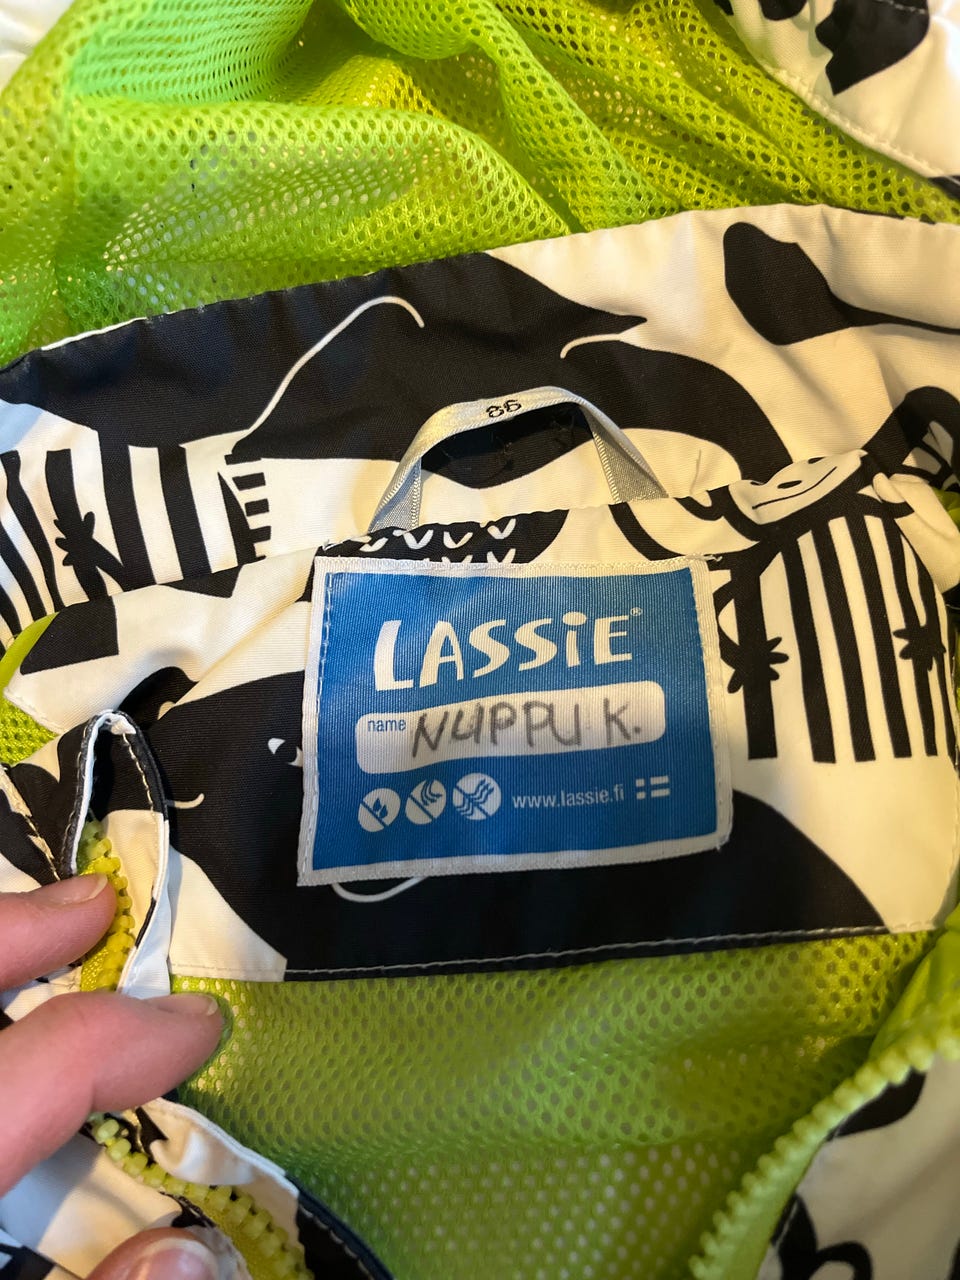 98
LASSiE®
name NUPPU K.
www.lassie.fi